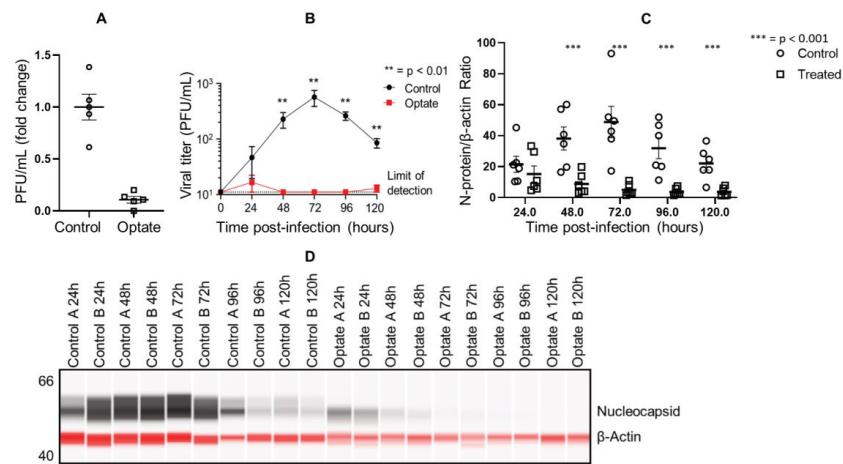 A
PFU/mL (fold change)
1.5
1.0
0.5
0.0
Control
Optate
B
** = p < 0.01
Control
Optate
Limit of
detection
Viral titer (PFU/mL)
10³
10²
10¹
**
**
**
**
0
24
48
72
96
120
Time post-infection (hours)
C
*** = p < 0.001
Control
Treated
N-protein/β-actin Ratio
100
80
60
40
20
0
***
***
***
***
24.0
48.0
72.0
96.0
120.0
Time post-infection (hours)
D
Control A 24h
Control B 24h
Control A 48h
Control B 48h
Control A 72h
Control B 72h
Control A 96h
Control B 96h
Control A 120h
Control B 120h
Optate A 24h
Optate B 24h
Optate A 48h
Optate B 48h
Optate A 72h
Optate B 72h
Optate A 96h
Optate B 96h
Optate A 120h
Optate B 120h
66
40
Nucleocapsid
β-Actin